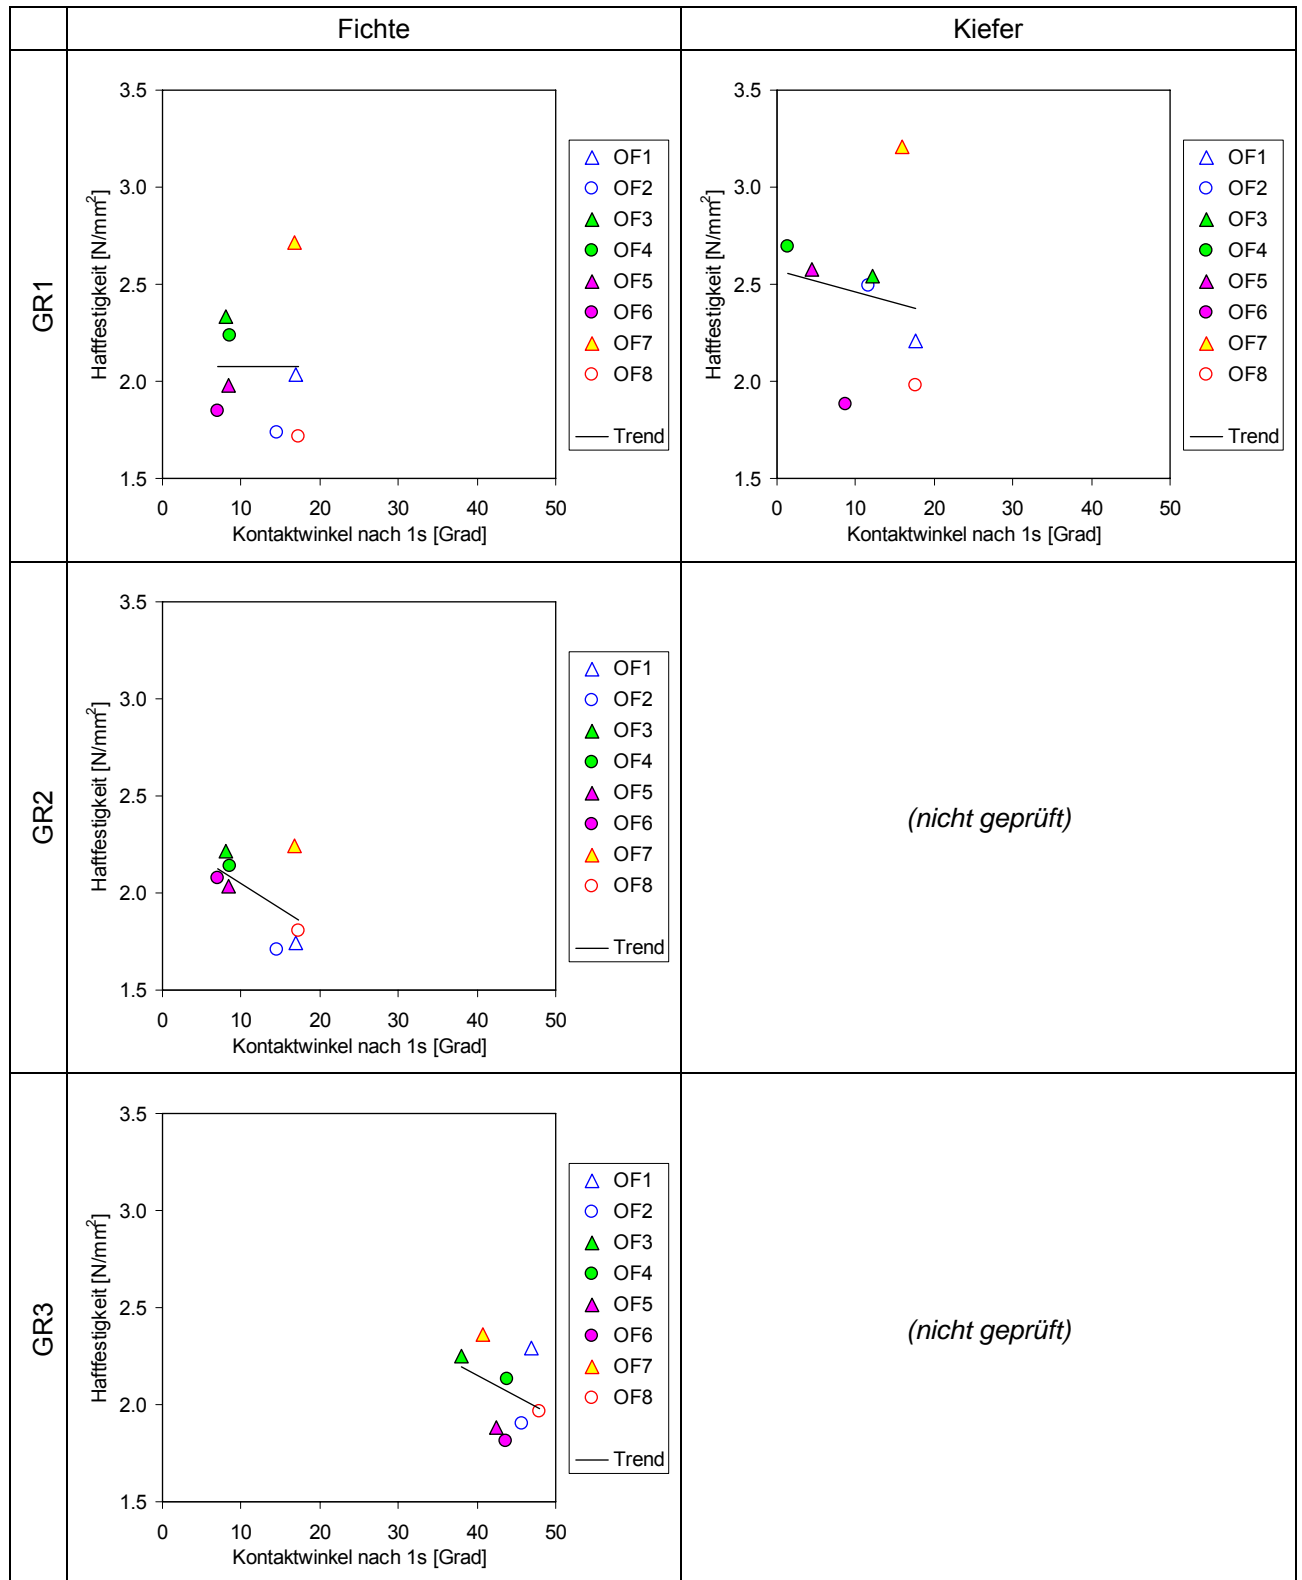 Fichte
Kiefer
GR1
3.5
3.0
2.5
2.0
1.5
Haftfestigkeit [N/mm²]
0 10 20 30 40 50
Kontaktwinkel nach 1s [Grad]
OF1
OF2
OF3
OF4
OF5
OF6
OF7
OF8
Trend
3.5
3.0
2.5
2.0
1.5
Haftfestigkeit [N/mm²]
0 10 20 30 40 50
Kontaktwinkel nach 1s [Grad]
OF1
OF2
OF3
OF4
OF5
OF6
OF7
OF8
Trend
GR2
3.5
3.0
2.5
2.0
1.5
Haftfestigkeit [N/mm²]
0 10 20 30 40 50
Kontaktwinkel nach 1s [Grad]
OF1
OF2
OF3
OF4
OF5
OF6
OF7
OF8
Trend
(nicht geprüft)
GR3
3.5
3.0
2.5
2.0
1.5
Haftfestigkeit [N/mm²]
0 10 20 30 40 50
Kontaktwinkel nach 1s [Grad]
OF1
OF2
OF3
OF4
OF5
OF6
OF7
OF8
Trend
(nicht geprüft)